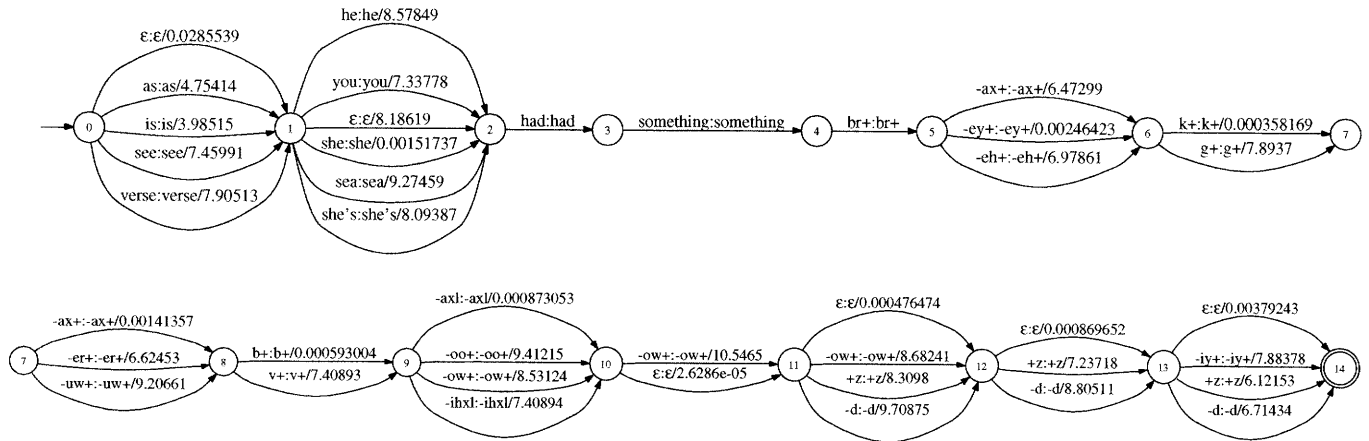 ε:ε/0.0285539
as:as/4.75414
is:is/3.98515
see:see/7.45991
verse:verse/7.90513
0
1
he:he/8.57849
you:you/7.33778
ε:ε/8.18619
she:she/0.00151737
sea:sea/9.27459
she's:she's/8.09387
2
had:had
3
something:something
4
br+:br+
5
-ax+:-ax+/6.47299
-ey+:-ey+/0.00246423
-eh+:-eh+/6.97861
6
k+:k+/0.000358169
g+:g+/7.8937
7
7
-ax+:-ax+/0.00141357
-er+:-er+/6.62453
-uw+:-uw+/9.20661
8
b+:b+/0.000593004
v+:v+/7.40893
9
-axl:-axl/0.000873053
-oo+:-oo+/9.41215
-ow+:-ow+/8.53124
-ihxl:-ihxl/7.40894
10
-ow+:-ow+/10.5465
ε:ε/2.6286e-05
11
ε:ε/0.000476474
-ow+:-ow+/8.68241
+z:+z/8.3098
-d:-d/9.70875
12
ε:ε/0.000869652
+z:+z/7.23718
-d:-d/8.80511
13
ε:ε/0.00379243
-iy+:-iy+/7.88378
+z:+z/6.12153
-d:-d/6.71434
14